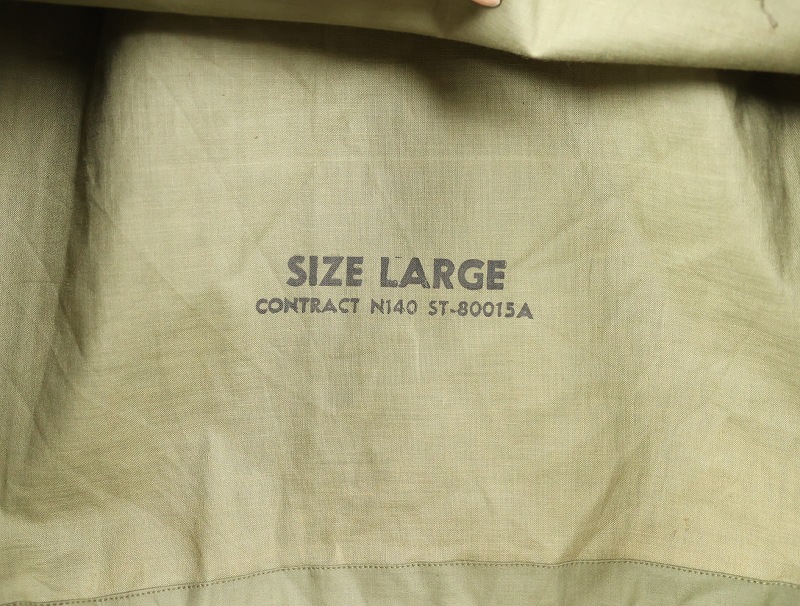 SIZE LARGE
CONTRACT N140 ST-80015A